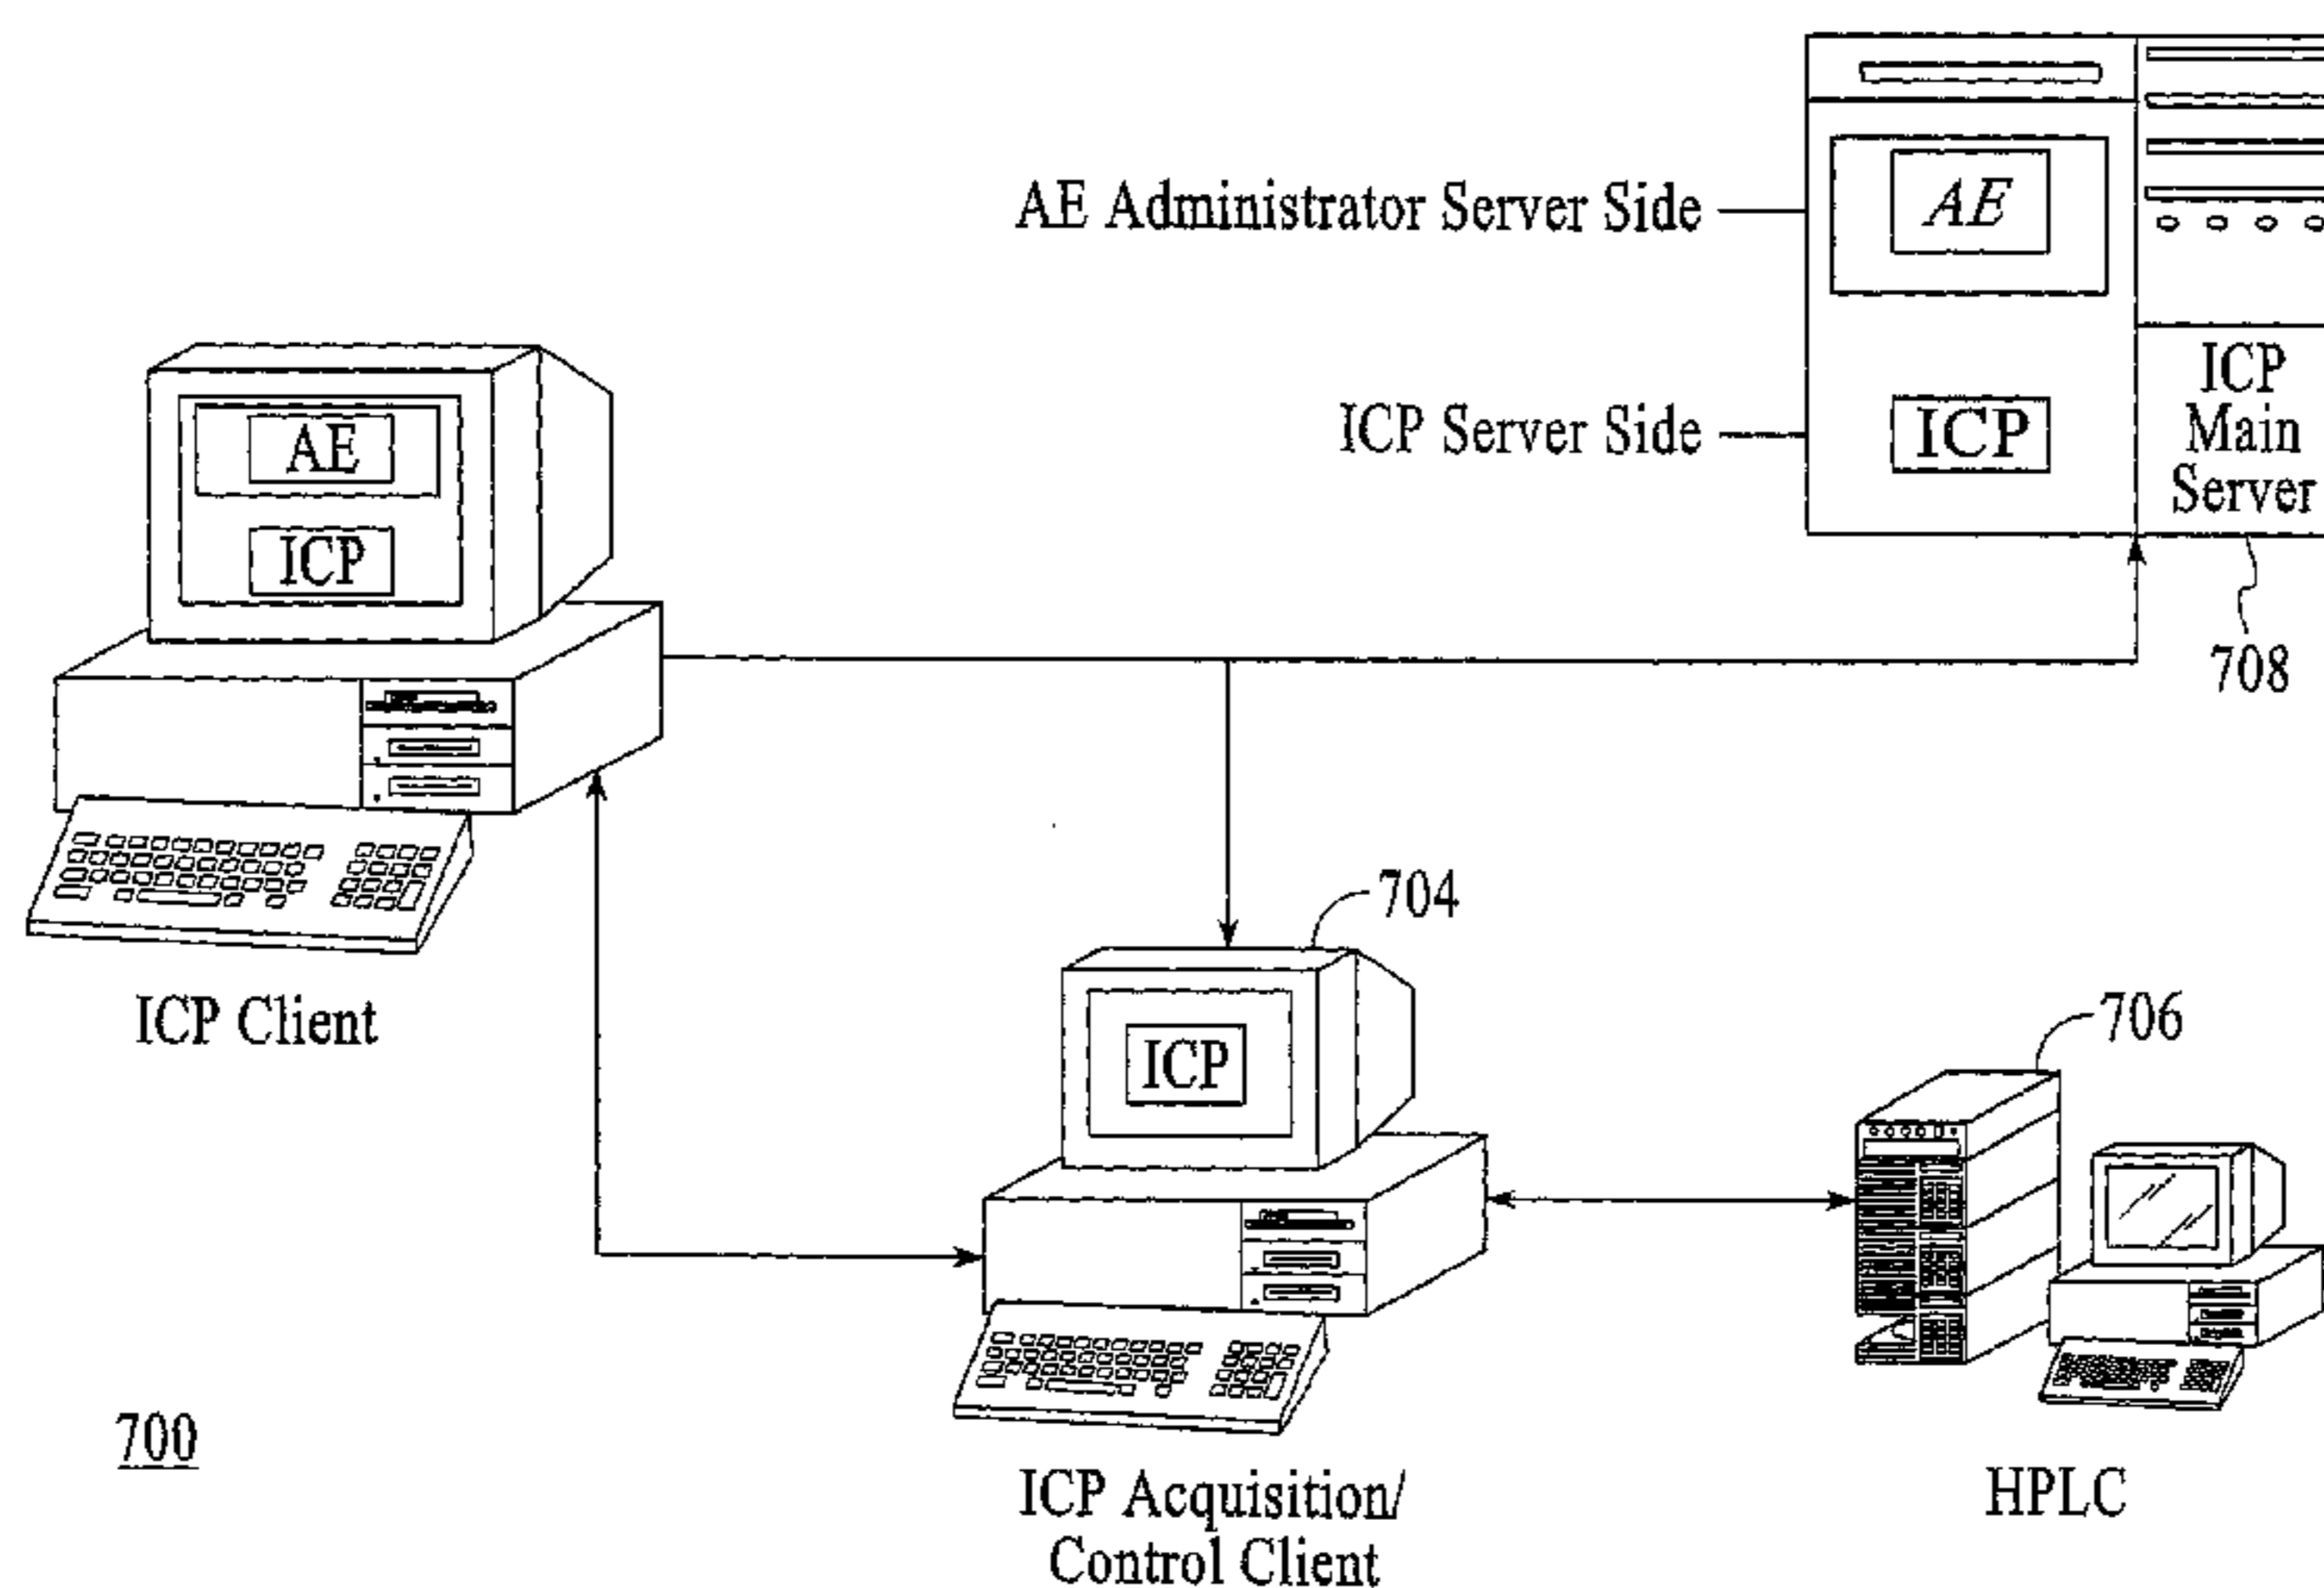 AE Administrator Server Side
AE
ICP Server Side
ICP
ICP
Main
Server
708
AE
ICP
ICP Client
704
ICP
706
700
ICP Acquisition/
Control Client
HPLC